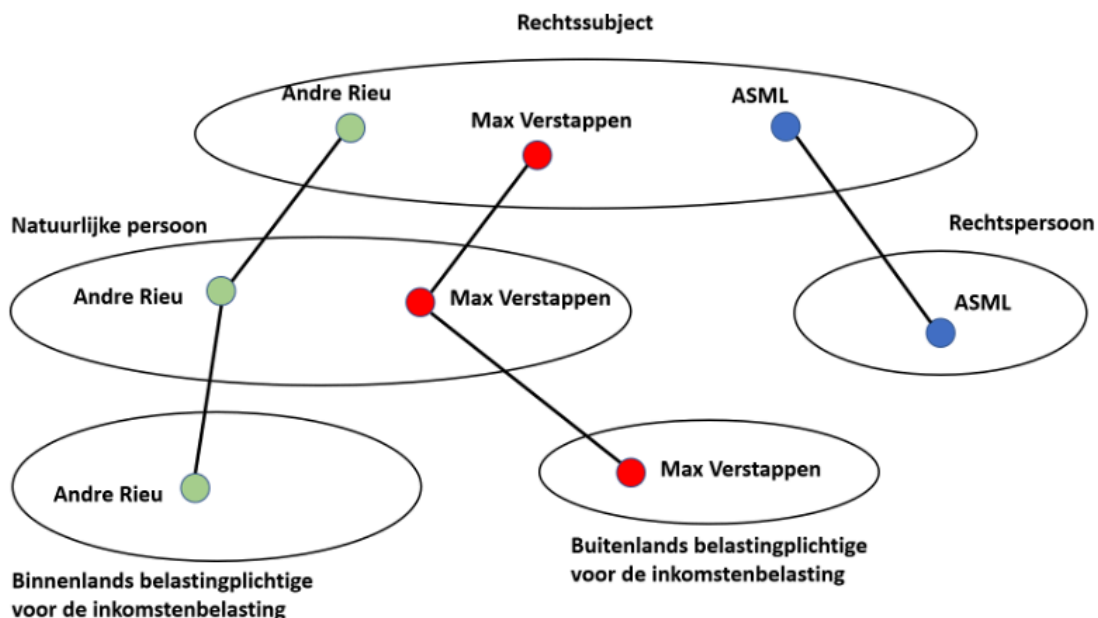 Rechtssubject
Andre Rieu
Max Verstappen
ASML
Natuurlijke persoon
Rechtspersoon
Andre Rieu
Max Verstappen
ASML
Andre Rieu
Max Verstappen
Buitenlands belastingplichtige
voor de inkomstenbelasting
Binnenlands belastingplichtige
voor de inkomstenbelasting